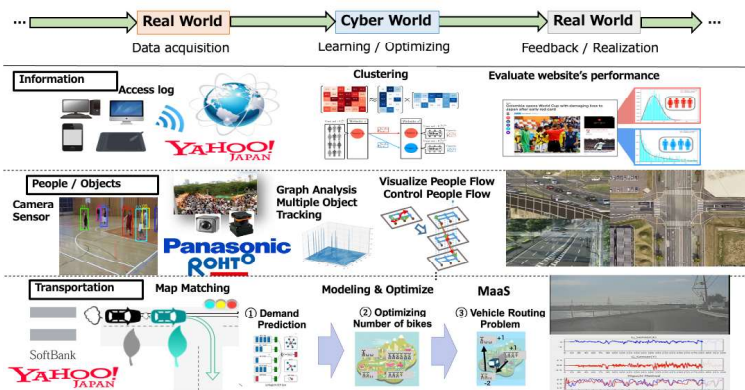 ... Real World Cyber World Real World ...
Data acquisition Learning / Optimizing Feedback / Realization
Information
Access log
Clustering
Evaluate website's performance
YAHOO!
JAPAN
People / Objects
Camera
Sensor
Graph Analysis
Multiple Object
Tracking
Visualize People Flow
Control People Flow
Panasonic
ROHTO
Transportation
Map Matching
Modeling & Optimize
MaaS
① Demand
Prediction
② Optimizing
Number of bikes
③ Vehicle Routing
Problem
+1
-2
SoftBank
YAHOO!
JAPAN